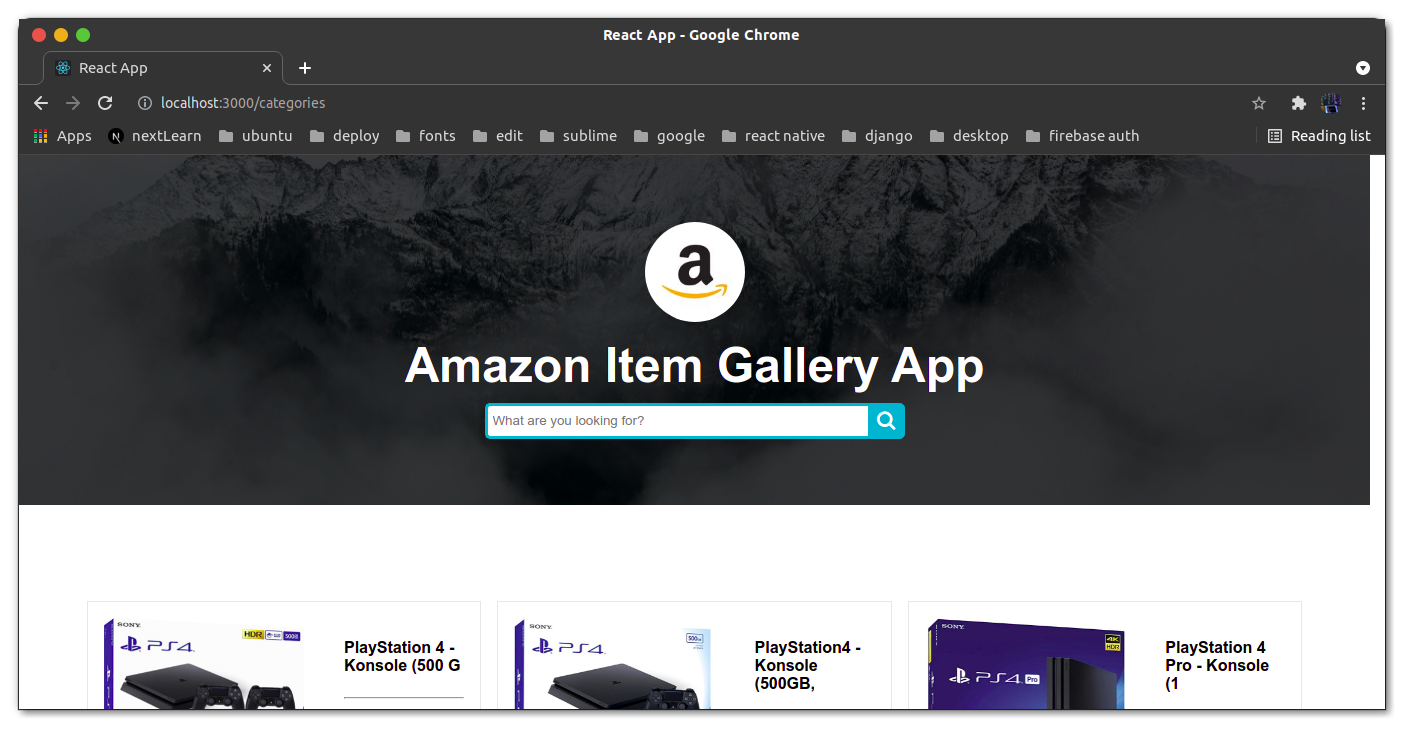 React App - Google Chrome
React App
localhost:3000/categories
Apps nextLearn ubuntu deploy fonts edit sublime google react native django desktop firebase auth Reading list
a
Amazon Item Gallery App
What are you looking for?
SONY
HDR 500GB
PS4
PlayStation 4 -
Konsole (500 G
SONY
PS4
PlayStation4 -
Konsole
(500GB,
SONY
4K
HDR
PS4 Pro
PlayStation 4
Pro - Konsole
(1